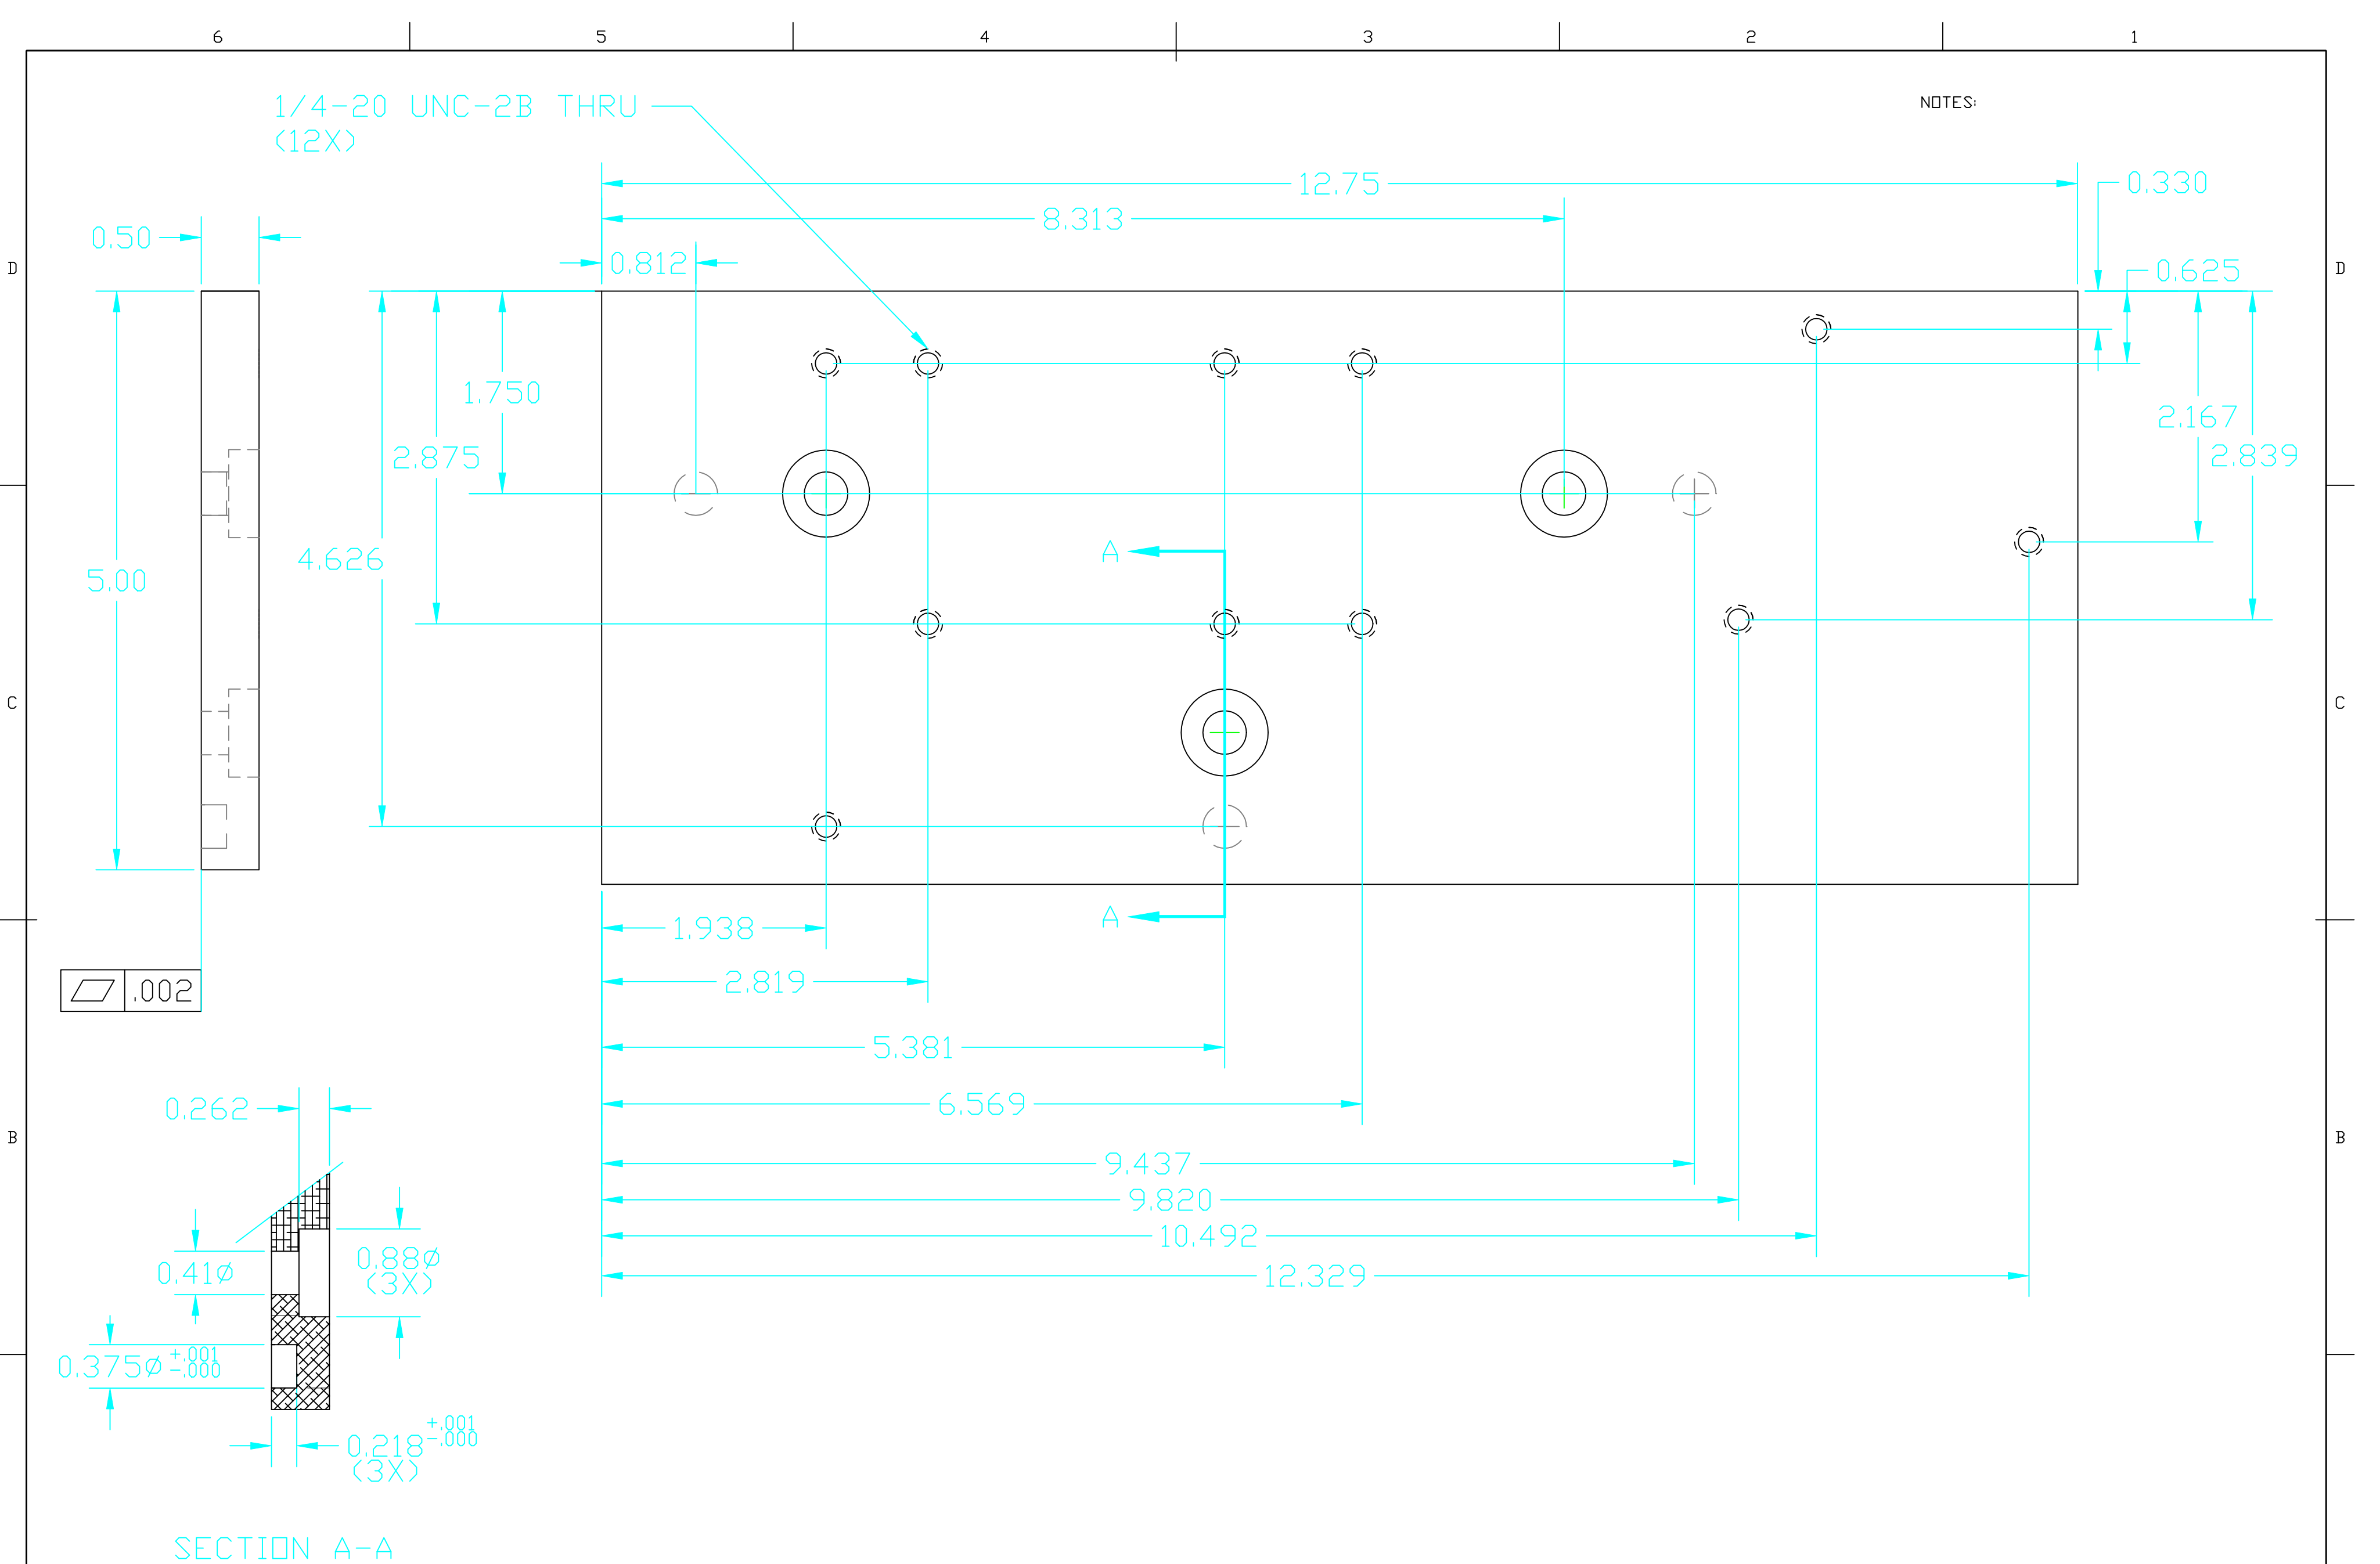 6 5 4 3 2 1
1/4-20 UNC-2B THRU
(12X)
NOTES:
12.75
0.330
8.313
0.50
0.812
D
D
0.625
1.750
2.167
2.875
2.839
4.626
A
5.00
C
C
A
1.938
.002
2.819
5.381
0.262
6.569
B
B
9.437
9.820
10.492
0.88ø
(3X)
0.41ø
12.329
0.375ø +.001
-.000
0.218 +.001
-.000
(3X)
SECTION A-A